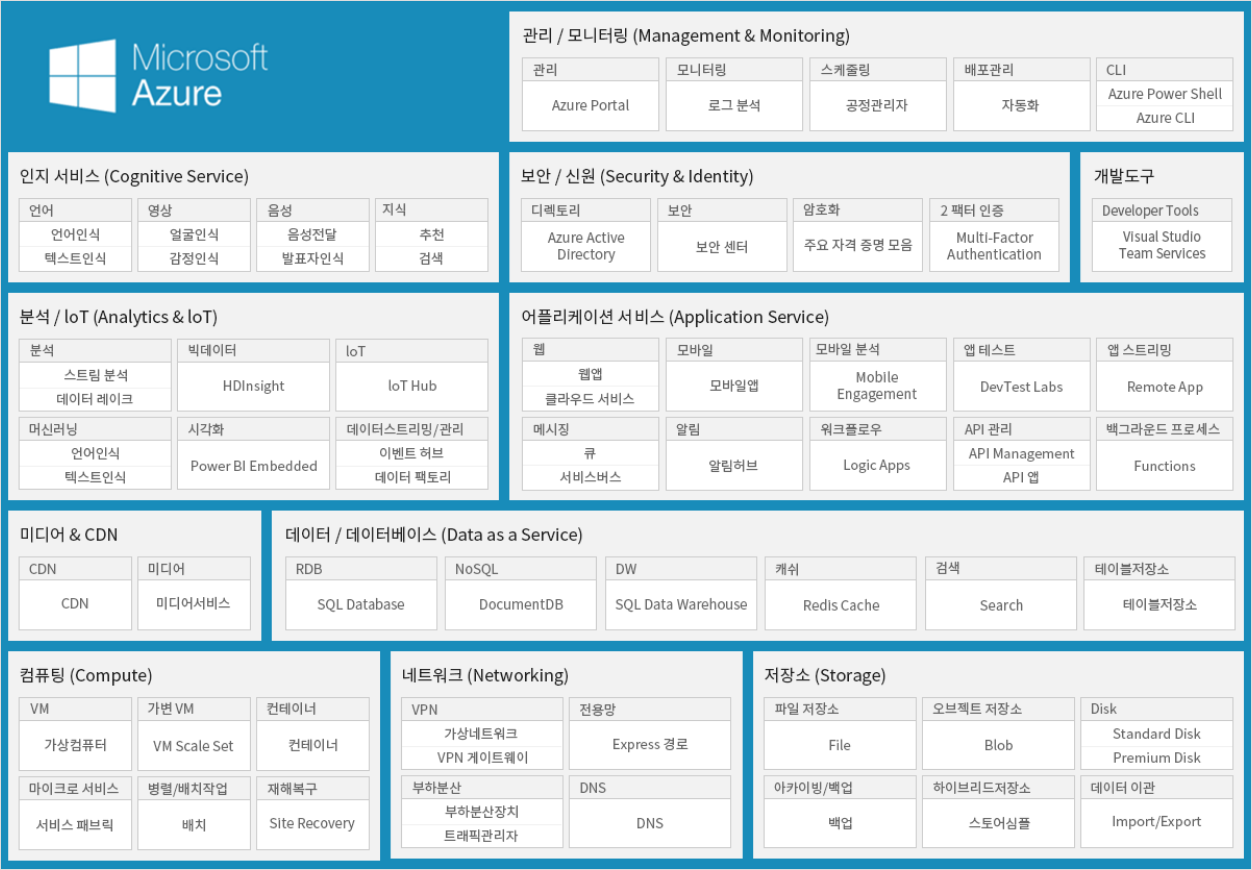 Microsoft
Azure
관리 / 모니터링 (Management & Monitoring)
관리
Azure Portal
모니터링
로그 분석
스케줄링
공정관리자
배포관리
자동화
CLI
Azure Power Shell
Azure CLI
인지 서비스 (Cognitive Service)
언어
언어인식
텍스트인식
영상
얼굴인식
감정인식
음성
음성전달
발표자인식
지식
추천
검색
보안 / 신원 (Security & Identity)
디렉토리
Azure Active
Directory
보안
보안 센터
암호화
주요 자격 증명 모음
2 팩터 인증
Multi-Factor
Authentication
개발도구
Developer Tools
Visual Studio
Team Services
분석 / loT (Analytics & loT)
분석
스트림 분석
데이터 레이크
빅데이터
HDInsight
loT
loT Hub
머신러닝
언어인식
텍스트인식
시각화
Power BI Embedded
데이터스트리밍/관리
이벤트 허브
데이터 팩토리
어플리케이션 서비스 (Application Service)
웹
웹앱
클라우드 서비스
모바일
모바일앱
모바일 분석
Mobile
Engagement
앱 테스트
DevTest Labs
앱 스트리밍
Remote App
메시징
큐
서비스버스
알림
알림허브
워크플로우
Logic Apps
API 관리
API Management
API 앱
백그라운드 프로세스
Functions
미디어 & CDN
CDN
CDN
미디어
미디어서비스
데이터 / 데이터베이스 (Data as a Service)
RDB
SQL Database
NoSQL
DocumentDB
DW
SQL Data Warehouse
캐쉬
Redis Cache
검색
Search
테이블저장소
테이블저장소
컴퓨팅 (Compute)
VM
가상컴퓨터
가변 VM
VM Scale Set
컨테이너
컨테이너
마이크로 서비스
서비스 패브릭
병렬/배치작업
배치
재해복구
Site Recovery
네트워크 (Networking)
VPN
가상네트워크
VPN 게이트웨이
전용망
Express 경로
부하분산
부하분산장치
트래픽관리자
DNS
DNS
저장소 (Storage)
파일 저장소
File
오브젝트 저장소
Blob
Disk
Standard Disk
Premium Disk
아카이빙/백업
백업
하이브리드저장소
스토어심플
데이터 이관
Import/Export